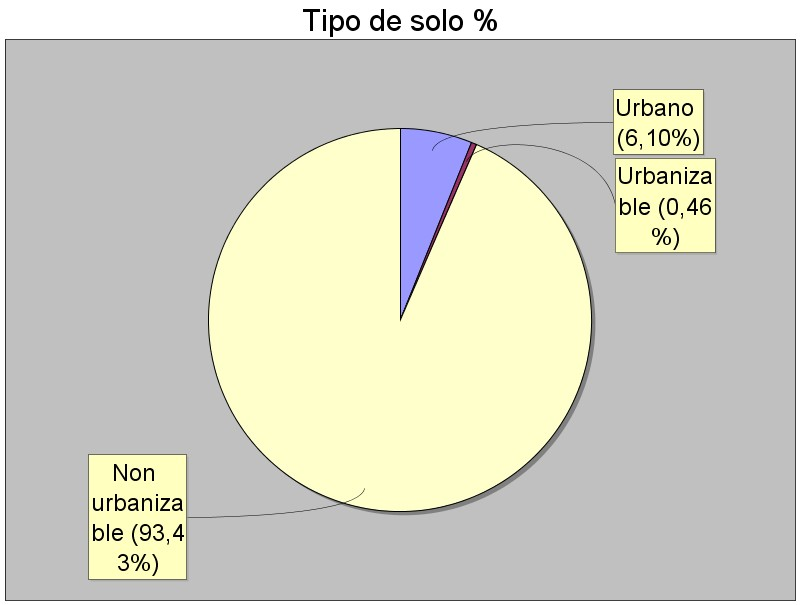 Tipo de solo %
Urbano
(6,10%)
Urbaniza
ble (0,46
%)
Non
urbaniza
ble (93,4
3%)